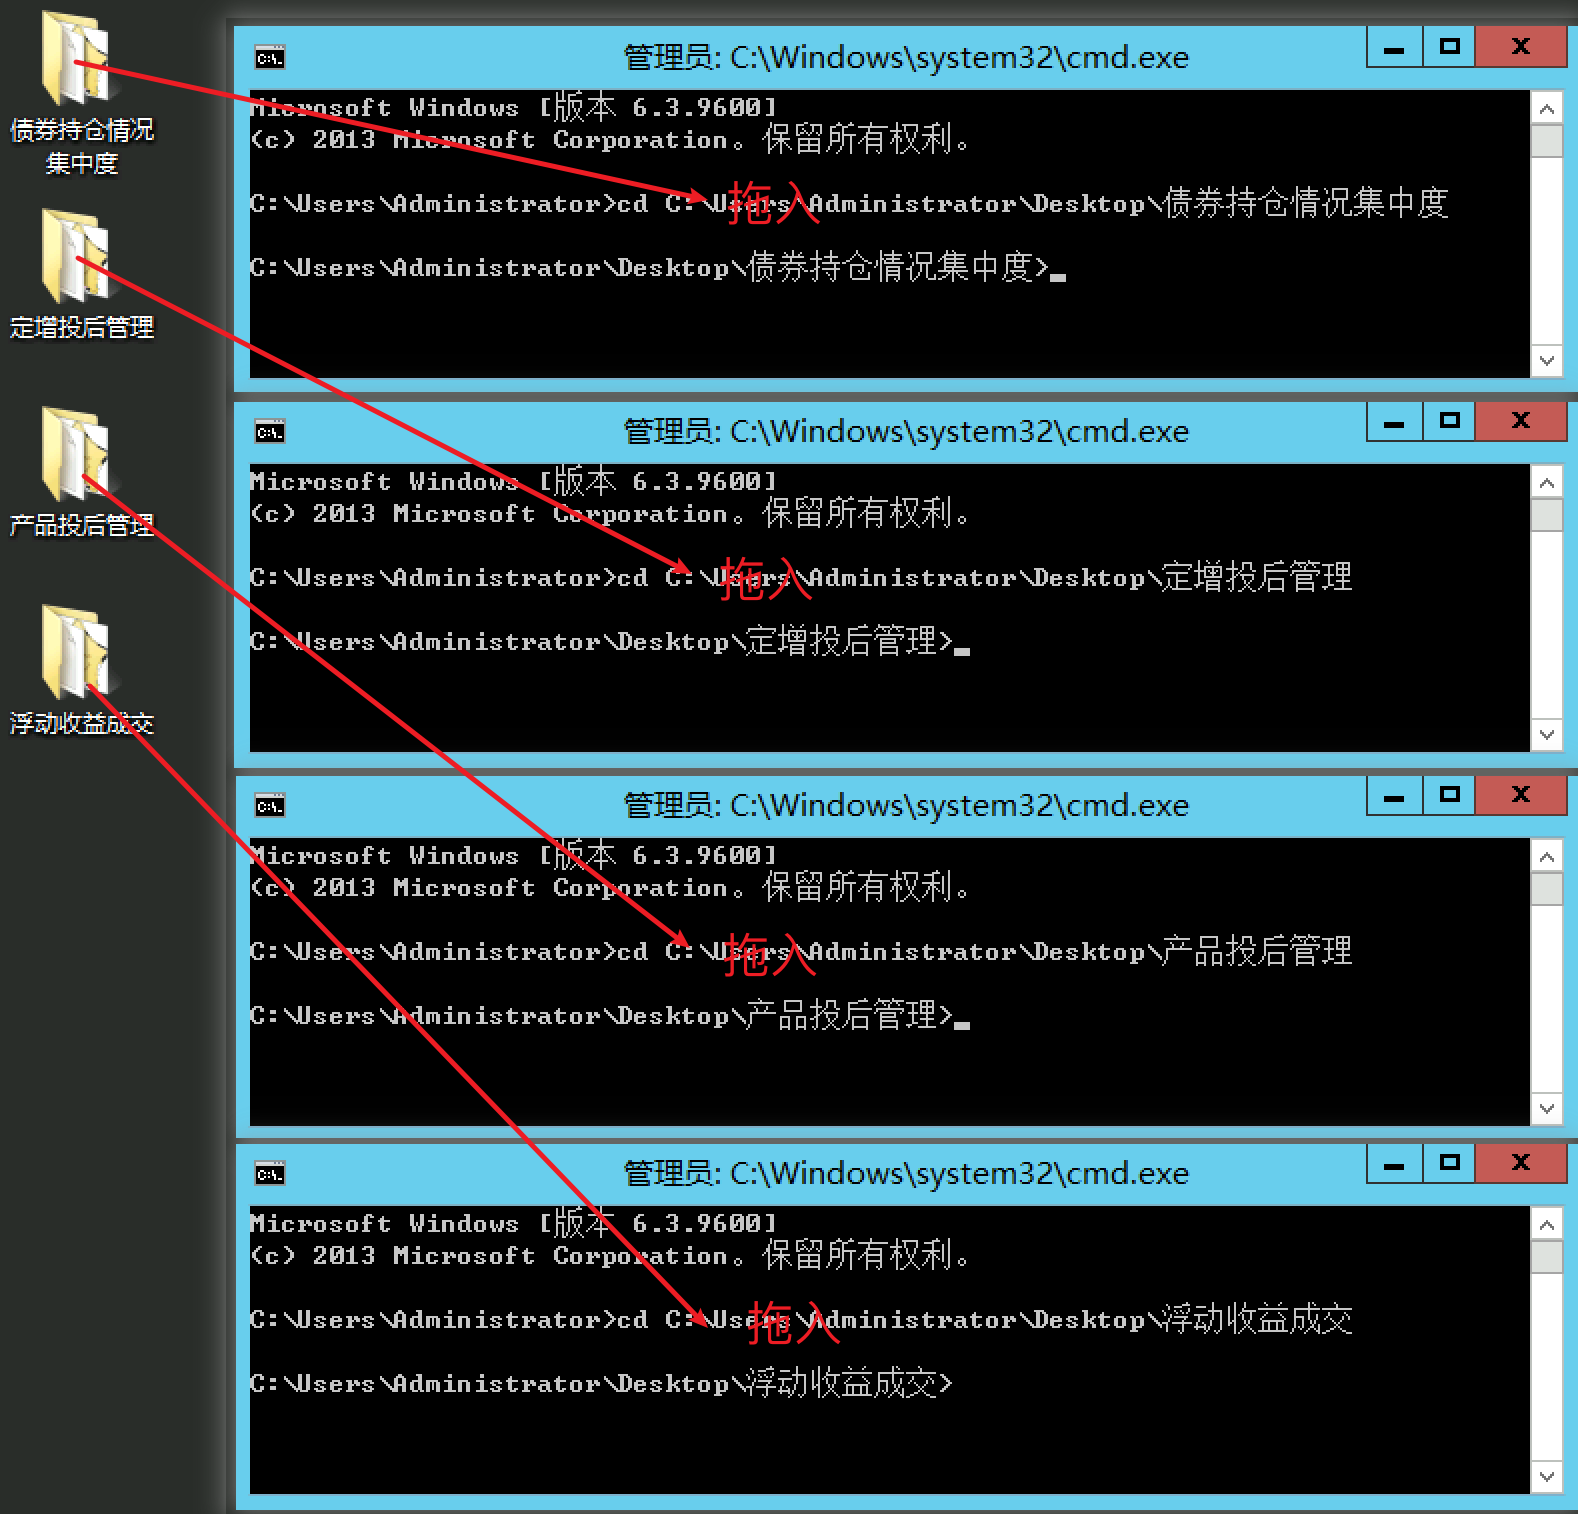 债券持仓情况
集中度
定增投后管理
产品投后管理
浮动收益成交
管理员: C:\Windows\system32\cmd.exe
Microsoft Windows [版本 6.3.9600]
(c) 2013 Microsoft Corporation。保留所有权利。
C:\Users\Administrator>cd C:\Users\Administrator\Desktop\债券持仓情况集中度
拖入
C:\Users\Administrator\Desktop\债券持仓情况集中度>
管理员: C:\Windows\system32\cmd.exe
Microsoft Windows [版本 6.3.9600]
(c) 2013 Microsoft Corporation。保留所有权利。
C:\Users\Administrator>cd C:\Users\Administrator\Desktop\定增投后管理
拖入
C:\Users\Administrator\Desktop\定增投后管理>
管理员: C:\Windows\system32\cmd.exe
Microsoft Windows [版本 6.3.9600]
(c) 2013 Microsoft Corporation。保留所有权利。
C:\Users\Administrator>cd C:\Users\Administrator\Desktop\产品投后管理
拖入
C:\Users\Administrator\Desktop\产品投后管理>
管理员: C:\Windows\system32\cmd.exe
Microsoft Windows [版本 6.3.9600]
(c) 2013 Microsoft Corporation。保留所有权利。
C:\Users\Administrator>cd C:\Users\Administrator\Desktop\浮动收益成交
拖入
C:\Users\Administrator\Desktop\浮动收益成交>